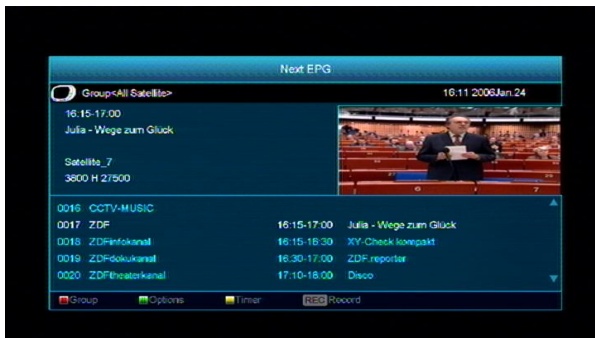 Next EPG
Group<All Satellite> 16:11 2006Jan.24
16:15-17:00
Julia - Wege zum Glück
Satellite_7
3800 H 27500
6 7
0016 CCTV-MUSIC
0017 ZDF 16:15-17:00 Julia - Wege zum Glück
0018 ZDFinfokanal 16:15-16:30 XY-Check kompakt
0019 ZDFdokukanal 16:30-17:00 ZDF.reporter
0020 ZDFtheaterkanal 17:10-18:00 Disco
Group Options Timer REC Record